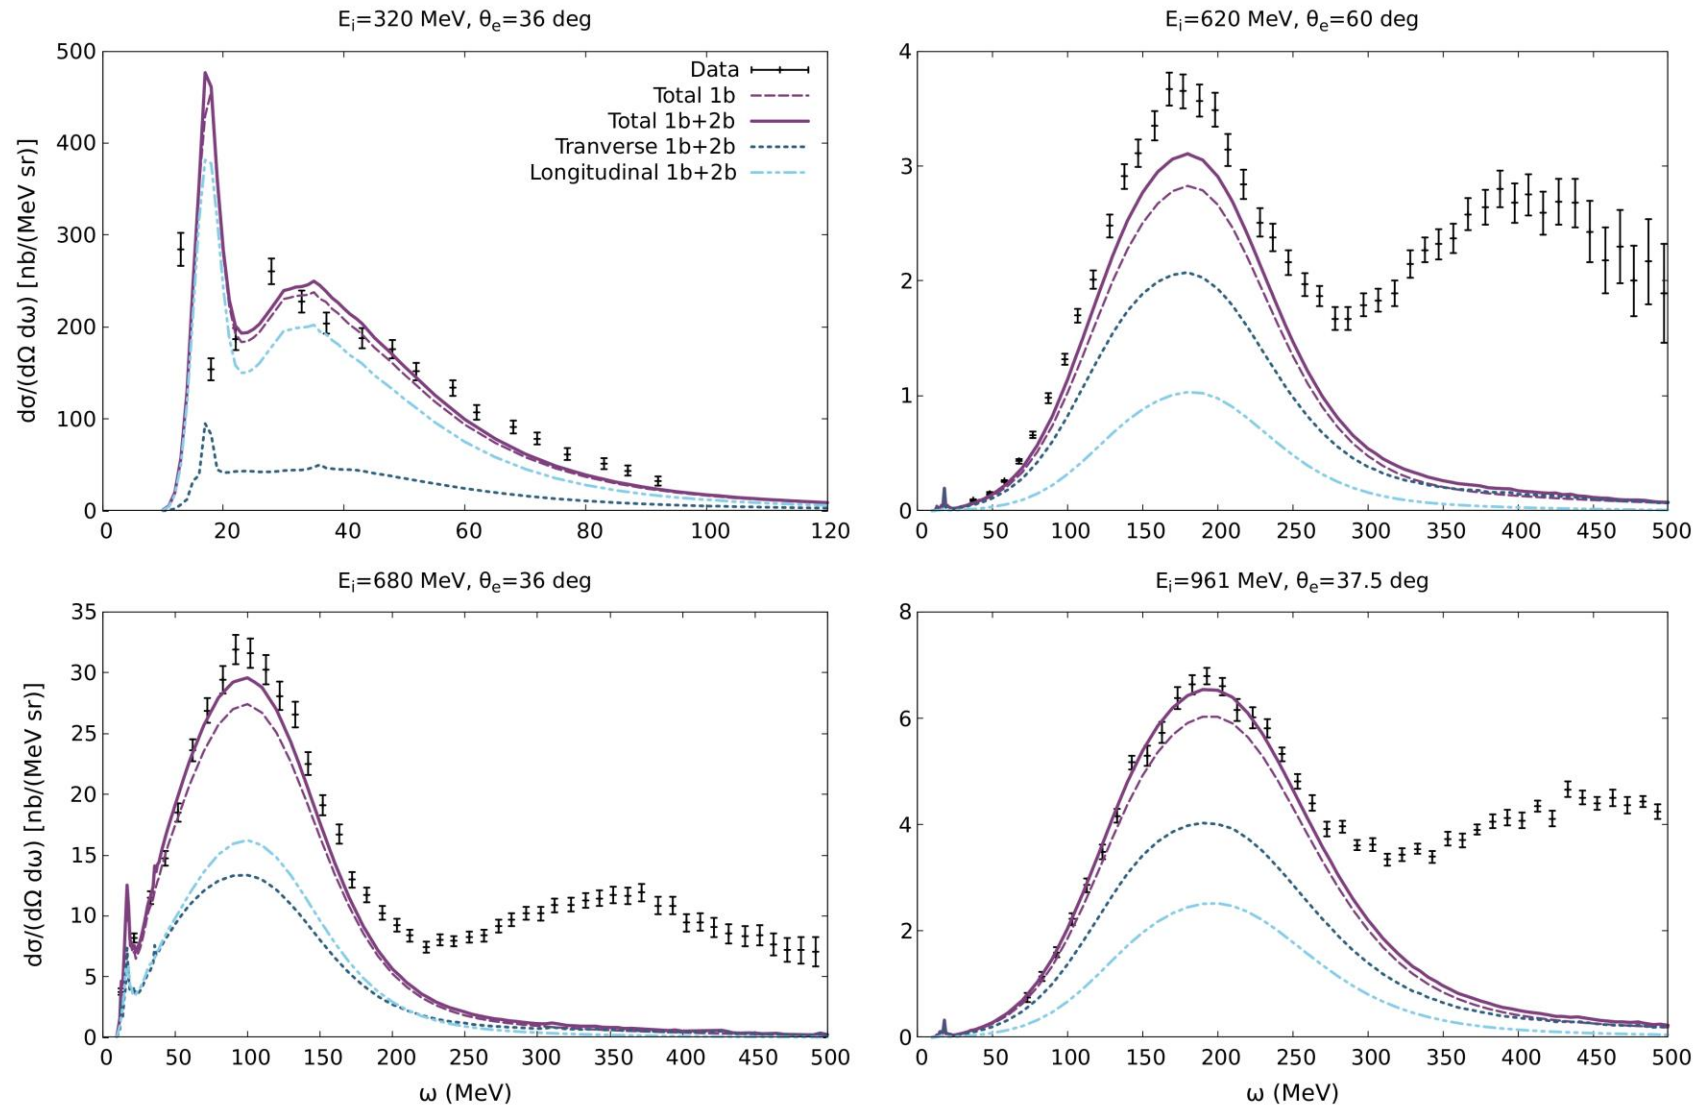 E_i=320 MeV, θ_e=36 deg
500
400
300
200
100
0
dσ/(dΩ dω) [nb/(MeV sr)]
Data
Total 1b
Total 1b+2b
Tranverse 1b+2b
Longitudinal 1b+2b
0 20 40 60 80 100 120
E_i=620 MeV, θ_e=60 deg
4
3
2
1
0
0 50 100 150 200 250 300 350 400 450 500
E_i=680 MeV, θ_e=36 deg
35
30
25
20
15
10
5
0
dσ/(dΩ dω) [nb/(MeV sr)]
0 50 100 150 200 250 300 350 400 450 500
ω (MeV)
E_i=961 MeV, θ_e=37.5 deg
8
6
4
2
0
0 50 100 150 200 250 300 350 400 450 500
ω (MeV)